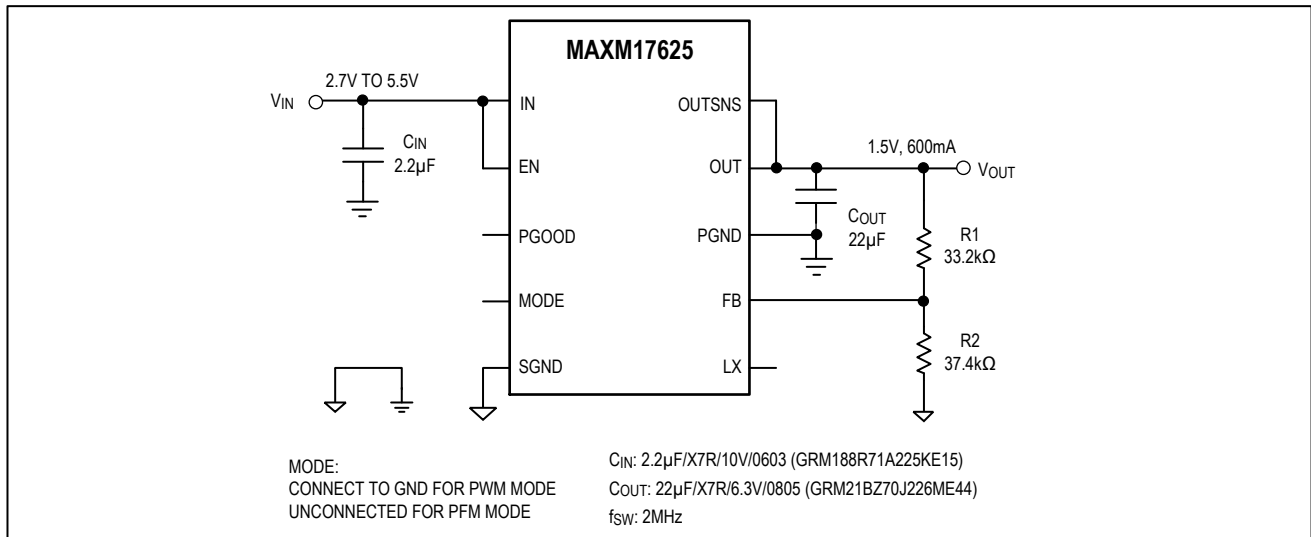 MAXM17625
2.7V TO 5.5V
VIN
IN
OUTSNS
CIN
2.2µF
1.5V, 600mA
EN
OUT
VOUT
COUT
22µF
PGOOD
PGND
R1
33.2kΩ
MODE
FB
R2
37.4kΩ
SGND
LX
MODE:
CONNECT TO GND FOR PWM MODE
UNCONNECTED FOR PFM MODE
CIN: 2.2µF/X7R/10V/0603 (GRM188R71A225KE15)
COUT: 22µF/X7R/6.3V/0805 (GRM21BZ70J226ME44)
fSW: 2MHz